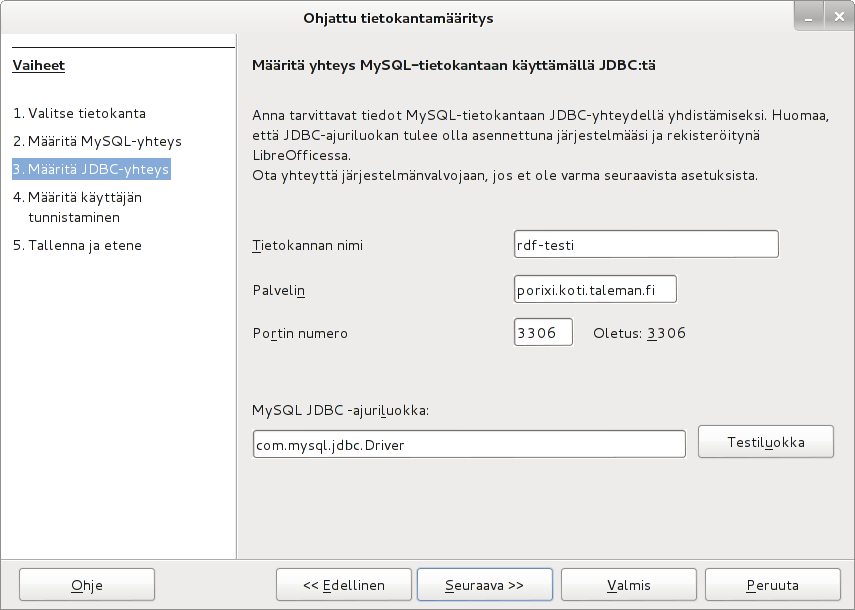 Ohjattu tietokantamääritys
Vaiheet
1. Valitse tietokanta
2. Määritä MySQL-yhteys
3. Määritä JDBC-yhteys
4. Määritä käyttäjän
tunnistaminen
5. Tallenna ja etene
Määritä yhteys MySQL-tietokantaan käyttämällä JDBC:tä
Anna tarvittavat tiedot MySQL-tietokantaan JDBC-yhteydellä yhdistämiseksi. Huomaa,
että JDBC-ajuriluokan tulee olla asennettuna järjestelmääsi ja rekisteröitynä
LibreOfficessa.
Ota yhteyttä järjestelmänvalvojaan, jos et ole varma seuraavista asetuksista.
Tietokannan nimi rdf-testi
Palvelin porixi.koti.taleman.fi
Portin numero 3306 Oletus: 3306
MySQL JDBC -ajuriluokka:
com.mysql.jdbc.Driver Testiluokka
Ohje << Edellinen Seuraava >> Valmis Peruuta